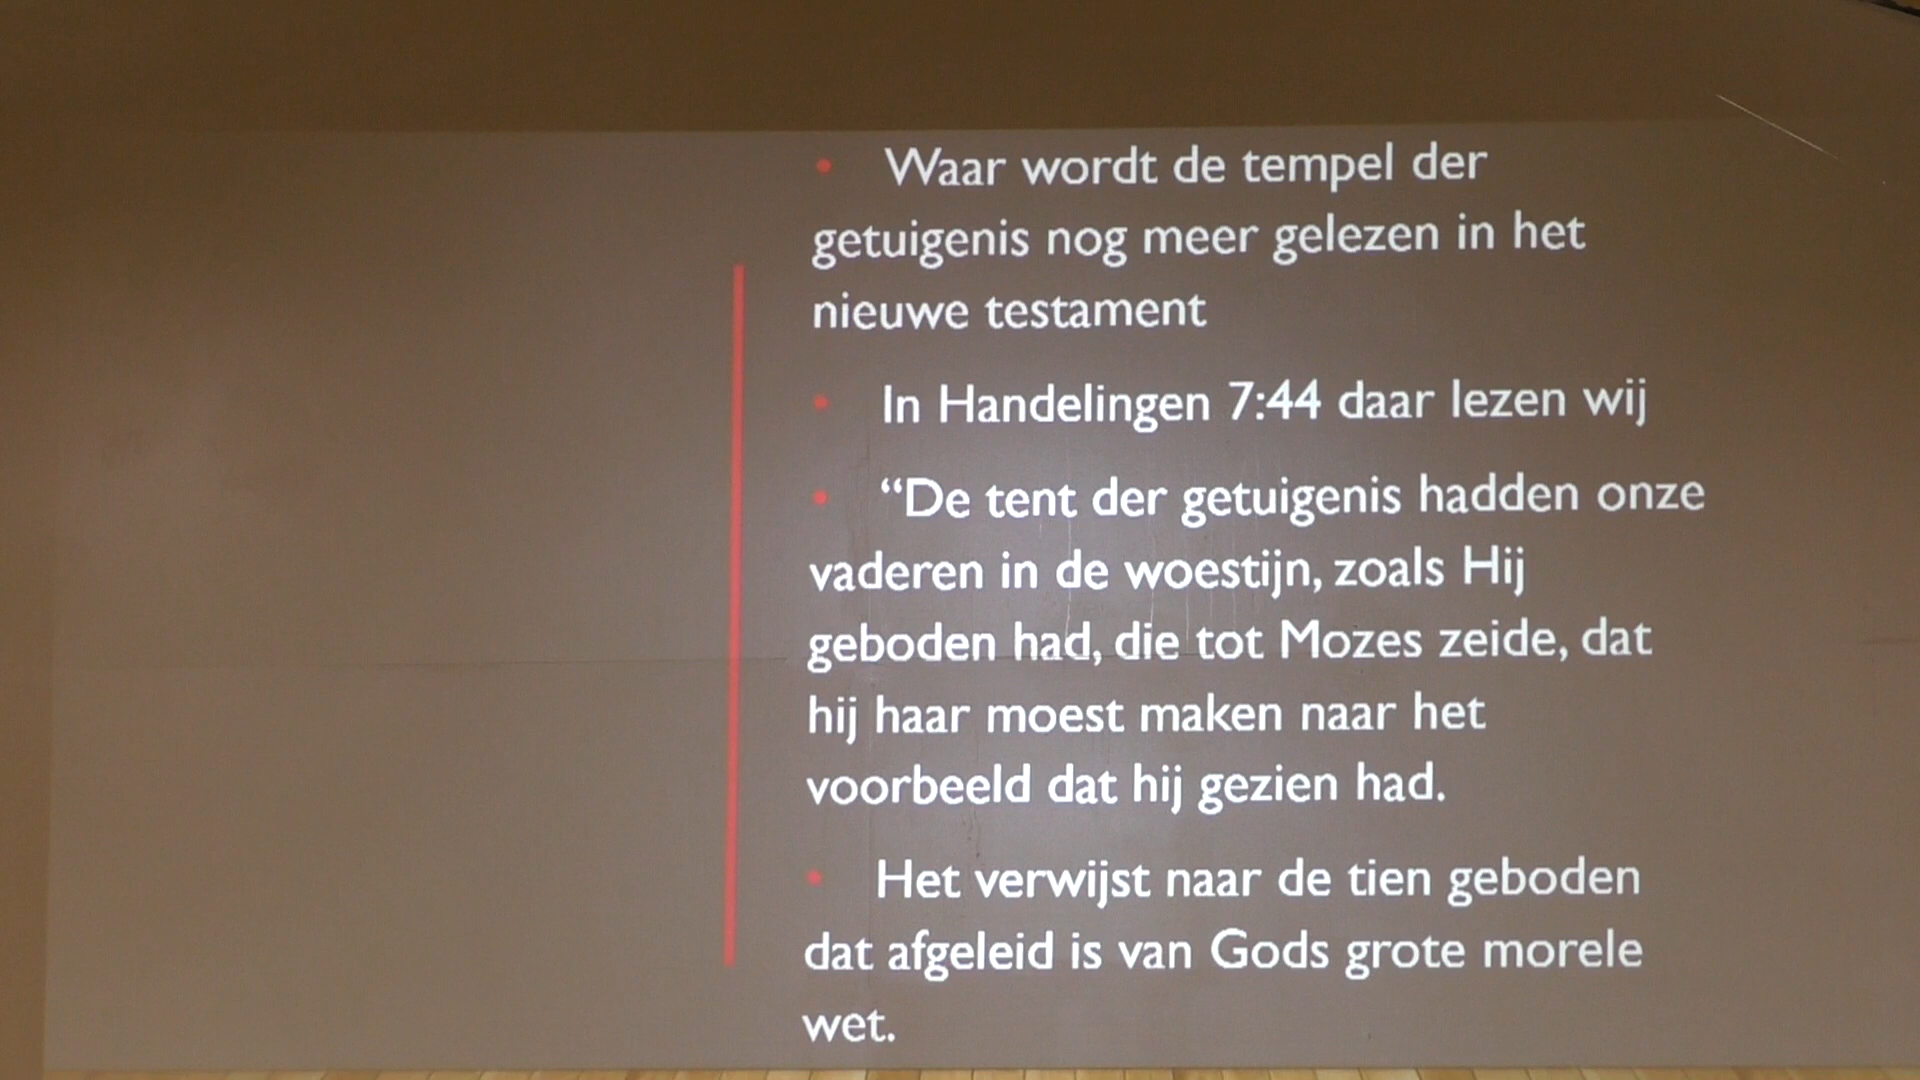 • Waar wordt de tempel der
getuigenis nog meer gelezen in het
nieuwe testament
• In Handelingen 7:44 daar lezen wij
• “De tent der getuigenis hadden onze
vaderen in de woestijn, zoals Hij
geboden had, die tot Mozes zeide, dat
hij haar moest maken naar het
voorbeeld dat hij gezien had.
• Het verwijst naar de tien geboden
dat afgeleid is van Gods grote morele
wet.